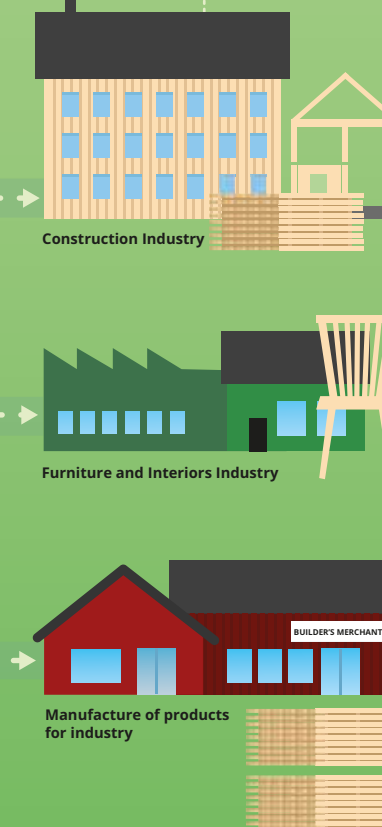 Construction Industry
Furniture and Interiors Industry
BUILDER'S MERCHANT
Manufacture of products
for industry